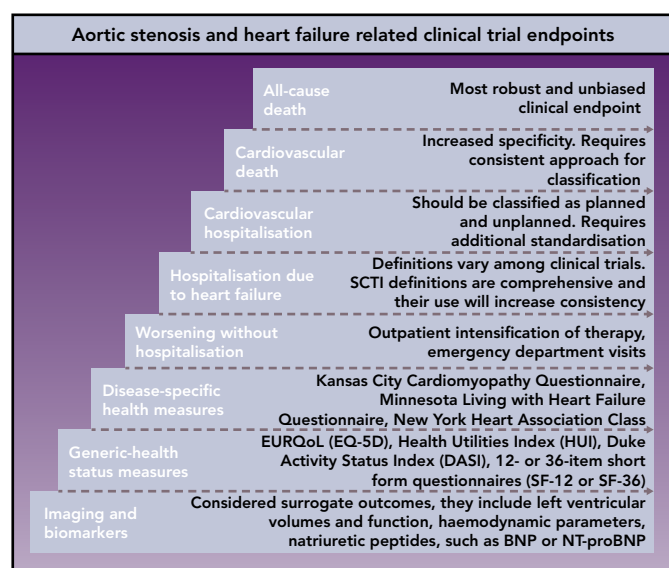 Aortic stenosis and heart failure related clinical trial endpoints
All-cause
death
Most robust and unbiased
clinical endpoint
Cardiovascular
death
Increased specificity. Requires
consistent approach for
classification
Cardiovascular
hospitalisation
Should be classified as planned
and unplanned. Requires
additional standardisation
Hospitalisation due
to heart failure
Definitions vary among clinical trials.
SCTI definitions are comprehensive and
their use will increase consistency
Worsening without
hospitalisation
Outpatient intensification of therapy,
emergency department visits
Disease-specific
health measures
Kansas City Cardiomyopathy Questionnaire,
Minnesota Living with Heart Failure
Questionnaire, New York Heart Association Class
Generic-health
status measures
EURQoL (EQ-5D), Health Utilities Index (HUI), Duke
Activity Status Index (DASI), 12- or 36-item short
form questionnaires (SF-12 or SF-36)
Imaging and
biomarkers
Considered surrogate outcomes, they include left ventricular
volumes and function, haemodynamic parameters,
natriuretic peptides, such as BNP or NT-proBNP